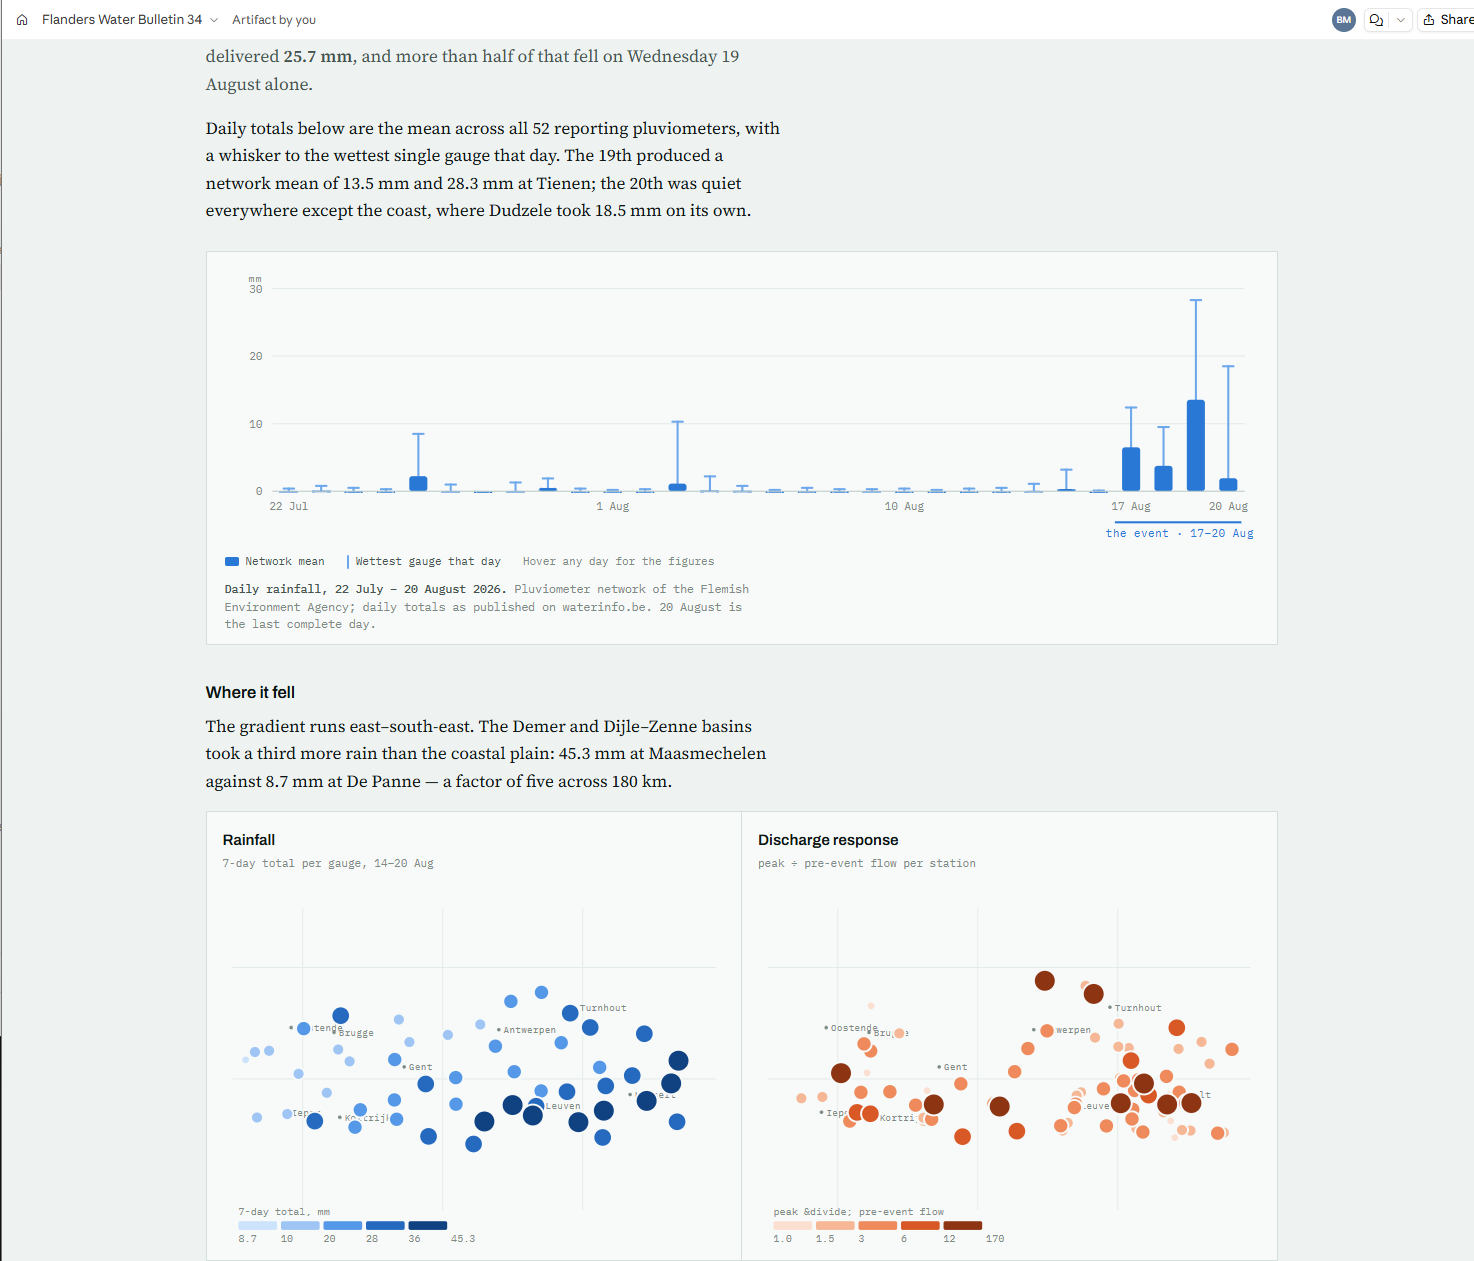 Flanders Water Bulletin 34
Artifact by you
BM
Share
delivered 25.7 mm, and more than half of that fell on Wednesday 19
August alone.
Daily totals below are the mean across all 52 reporting pluviometers, with
a whisker to the wettest single gauge that day. The 19th produced a
network mean of 13.5 mm and 28.3 mm at Tienen; the 20th was quiet
everywhere except the coast, where Dudzele took 18.5 mm on its own.
mm
30
20
10
0
22 Jul
1 Aug
10 Aug
17 Aug
20 Aug
the event · 17–20 Aug
Network mean
Wettest gauge that day
Hover any day for the figures
Daily rainfall, 22 July – 20 August 2026. Pluviometer network of the Flemish
Environment Agency; daily totals as published on waterinfo.be. 20 August is
the last complete day.
Where it fell
The gradient runs east–south-east. The Demer and Dijle–Zenne basins
took a third more rain than the coastal plain: 45.3 mm at Maasmechelen
against 8.7 mm at De Panne — a factor of five across 180 km.
Rainfall
7-day total per gauge, 14–20 Aug
Turnhout
Brugge
Antwerpen
Gent
Leuven
7-day total, mm
8.7 10 20 28 36 45.3
Discharge response
peak ÷ pre-event flow per station
Turnhout
Oostende
Gent
peak &divide; pre-event flow
1.0 1.5 3 6 12 170